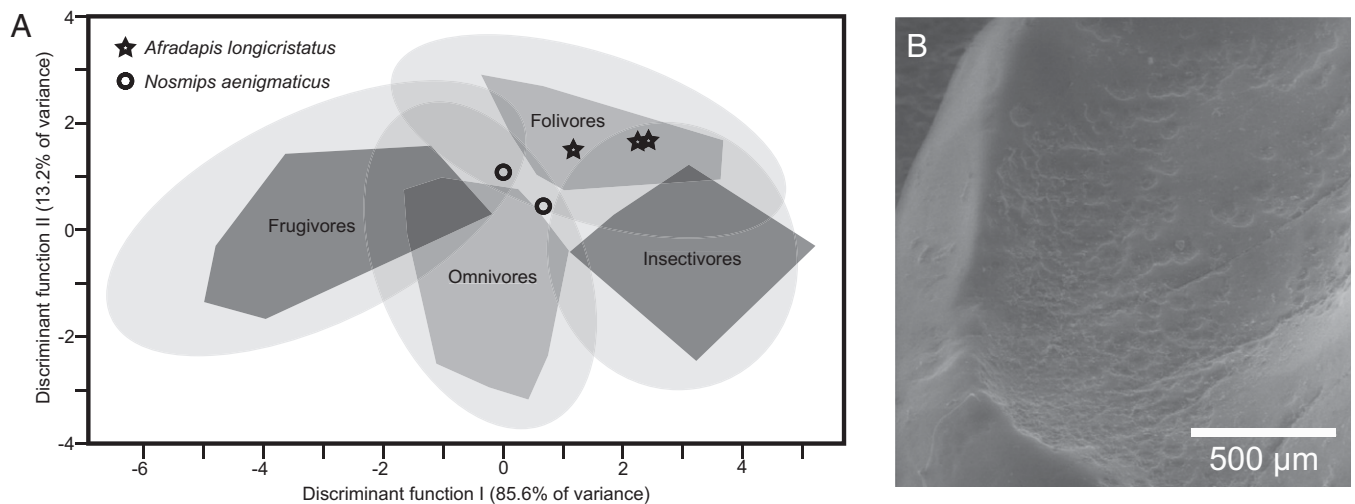 A
Afradapis longicristatus
Nosmips aenigmaticus
Folivores
Frugivores
Omnivores
Insectivores
4
2
0
-2
-4
Discriminant function II (13.2% of variance)
-6
-4
-2
0
2
4
Discriminant function I (85.6% of variance)
B
500 µm